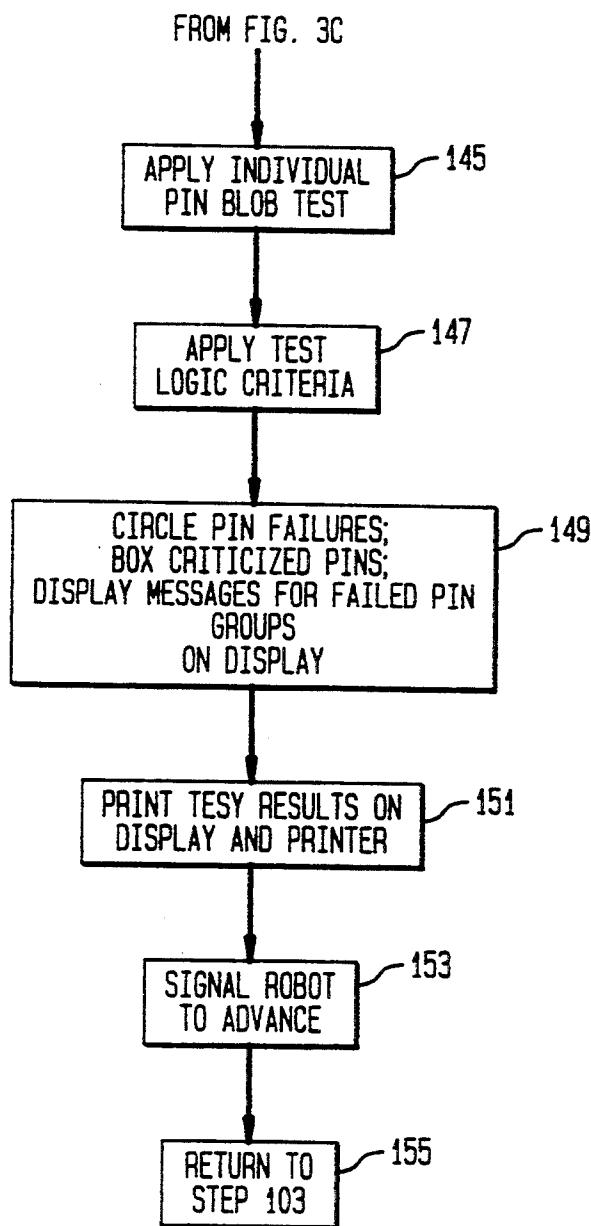 FROM FIG. 3C
145
APPLY INDIVIDUAL
PIN BLOB TEST
147
APPLY TEST
LOGIC CRITERIA
149
CIRCLE PIN FAILURES;
BOX CRITICIZED PINS;
DISPLAY MESSAGES FOR FAILED PIN
GROUPS
ON DISPLAY
151
PRINT TESY RESULTS ON
DISPLAY AND PRINTER
153
SIGNAL ROBOT
TO ADVANCE
155
RETURN TO
STEP 103